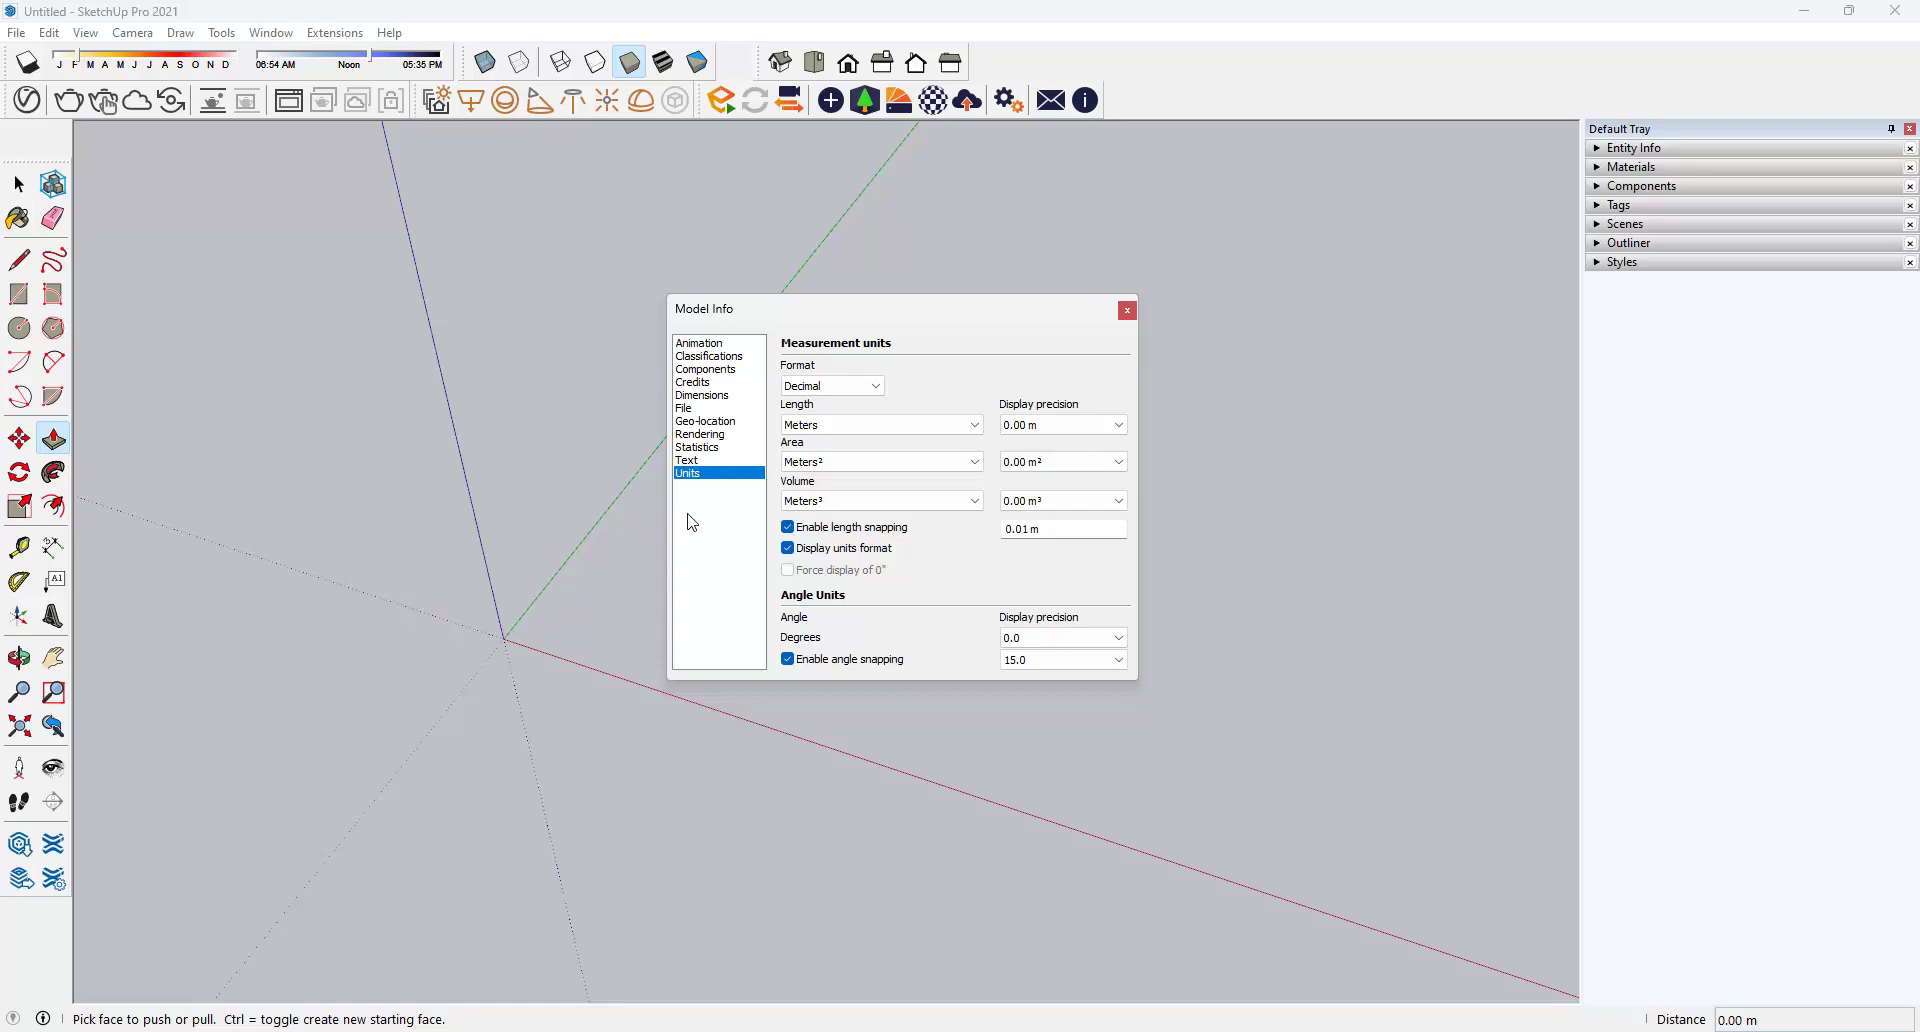 Untitled - SketchUp Pro 2021
File Edit View Camera Draw Tools Window Extensions Help
J F M A M J J A S O N D
06:54 AM Noon 05:35 PM
Default Tray
Entity Info
Materials
Components
Tags
Scenes
Outliner
Styles
Model Info
Animation
Classifications
Components
Credits
Dimensions
File
Geo-location
Rendering
Statistics
Text
Units
Measurement units
Format
Decimal
Length Display precision
Meters 0.00 m
Area
Meters² 0.00 m²
Volume
Meters³ 0.00 m³
Enable length snapping 0.01 m
Display units format
Force display of 0"
Angle Units
Angle Display precision
Degrees 0.0
Enable angle snapping 15.0
A1
Pick face to push or pull. Ctrl = toggle create new starting face.
Distance 0.00 m